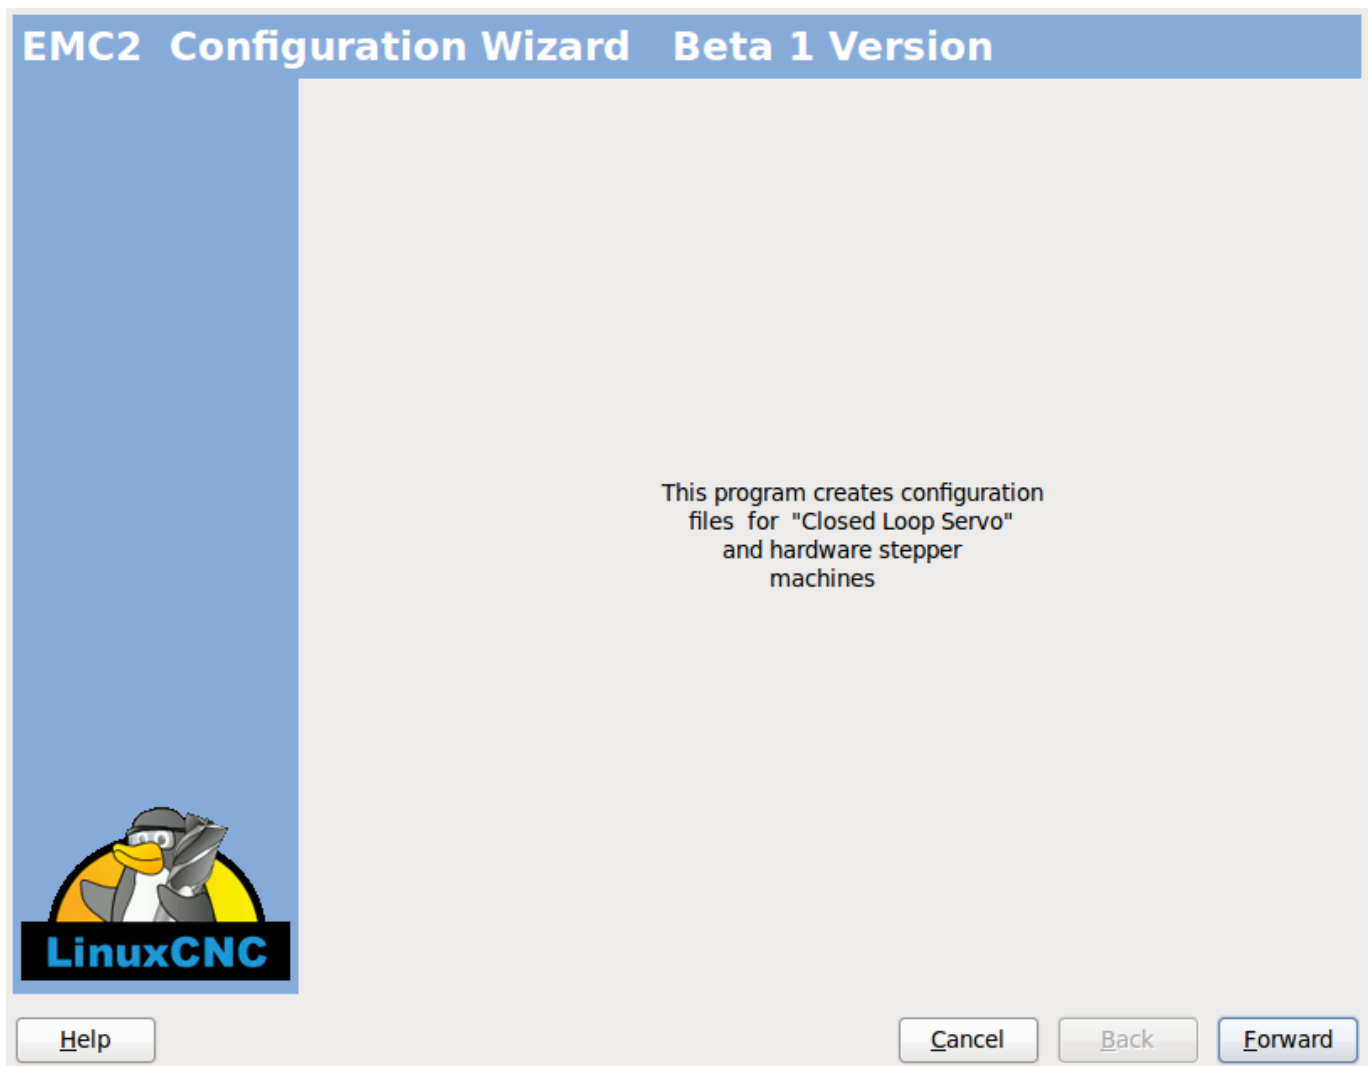 EMC2  Configuration Wizard   Beta 1 Version
This program creates configuration
files  for  "Closed Loop Servo"
and hardware stepper
machines
LinuxCNC
Help
Cancel
Back
Forward